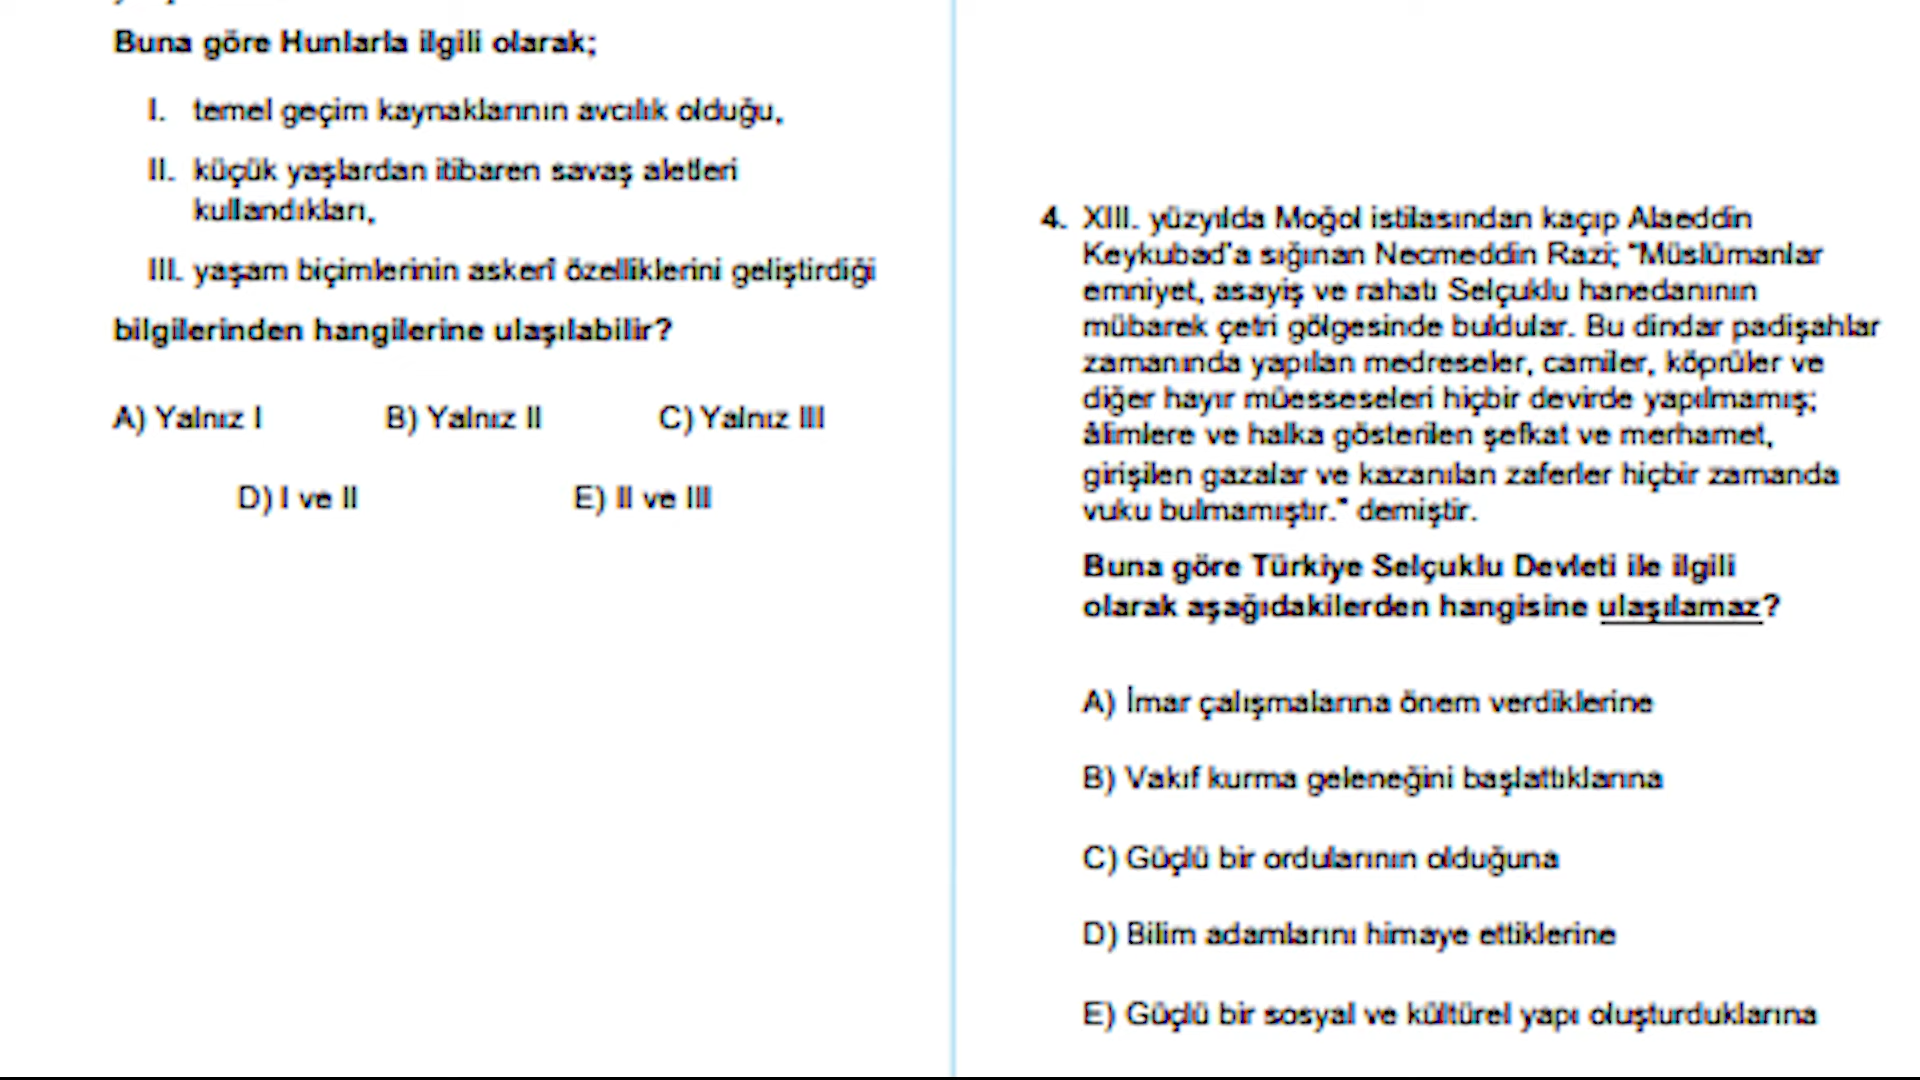 Buna göre Hunlarla ilgili olarak;
I. temel geçim kaynaklarının avcılık olduğu,
II. küçük yaşlardan itibaren savaş aletleri
kullandıkları,
III. yaşam biçimlerinin askerî özelliklerini geliştirdiği
bilgilerinden hangilerine ulaşılabilir?
A) Yalnız I B) Yalnız II C) Yalnız III
D) I ve II E) II ve III
4. XIII. yüzyılda Moğol istilasından kaçıp Alaeddin
Keykubad'a sığınan Necmeddin Razi; "Müslümanlar
emniyet, asayiş ve rahatı Selçuklu hanedanının
mübarek çetri gölgesinde buldular. Bu dindar padişahlar
zamanında yapılan medreseler, camiler, köprüler ve
diğer hayır müesseseleri hiçbir devirde yapılmamış;
âlimlere ve halka gösterilen şefkat ve merhamet,
girişilen gazalar ve kazanılan zaferler hiçbir zamanda
vuku bulmamıştır." demiştir.
Buna göre Türkiye Selçuklu Devleti ile ilgili
olarak aşağıdakilerden hangisine ulaşılamaz?
A) İmar çalışmalarına önem verdiklerine
B) Vakıf kurma geleneğini başlattıklarına
C) Güçlü bir ordularının olduğuna
D) Bilim adamlarını himaye ettiklerine
E) Güçlü bir sosyal ve kültürel yapı oluşturduklarına